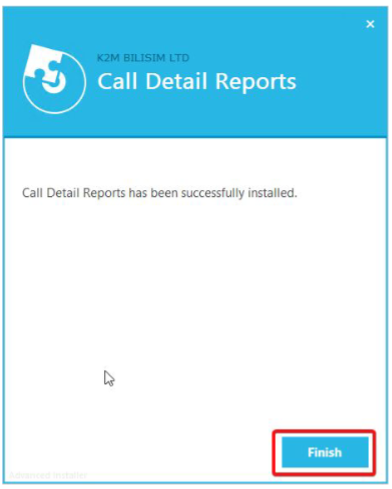 K2M BILISIM LTD
Call Detail Reports
Call Detail Reports has been successfully installed.
Finish
Advanced Installer